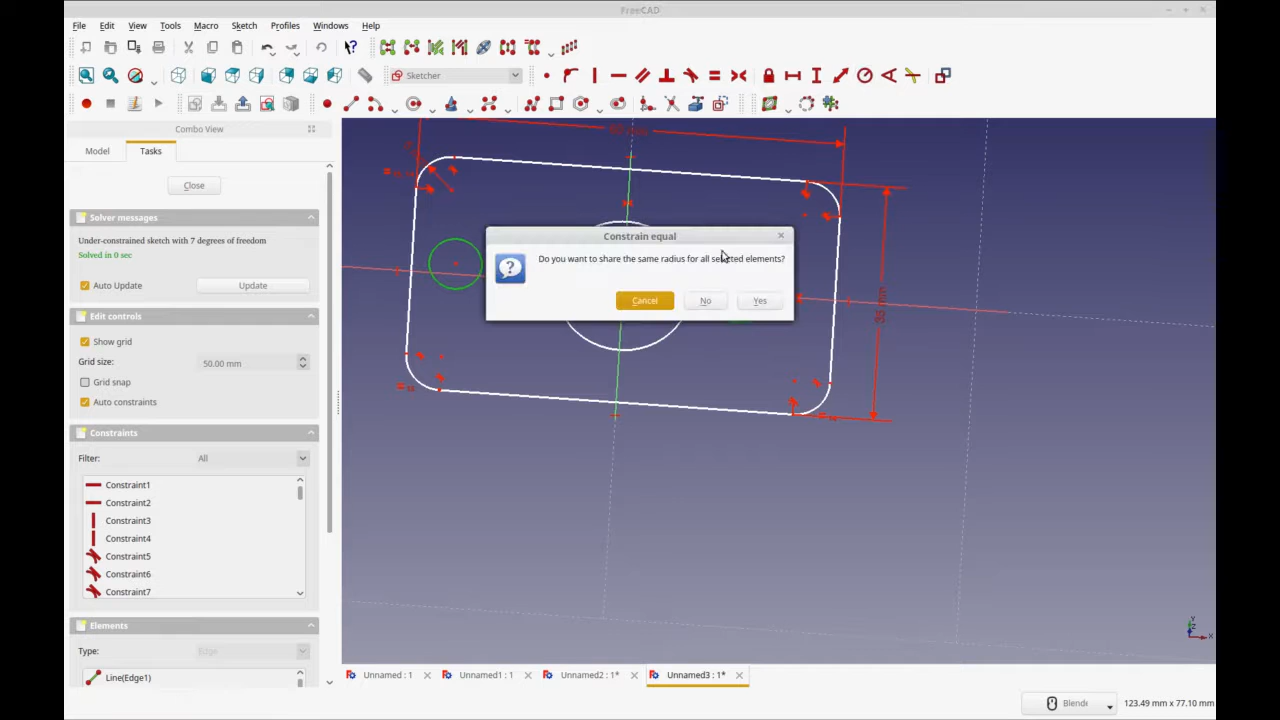 FreeCAD
File Edit View Tools Macro Sketch Profiles Windows Help
Sketcher
Combo View
Model Tasks
Close
Solver messages
Under-constrained sketch with 7 degrees of freedom
Solved in 0 sec
Auto Update Update
Edit controls
Show grid
Grid size: 50.00 mm
Grid snap
Auto constraints
Constraints
Filter: All
Constraint1
Constraint2
Constraint3
Constraint4
Constraint5
Constraint6
Constraint7
Elements
Type: Edge
Line(Edge1)
Constrain equal
Do you want to share the same radius for all selected elements?
Cancel No Yes
Unnamed : 1 Unnamed1 : 1 Unnamed2 : 1* Unnamed3 : 1*
Blende
123.49 mm x 77.10 mm
Y
Z
X